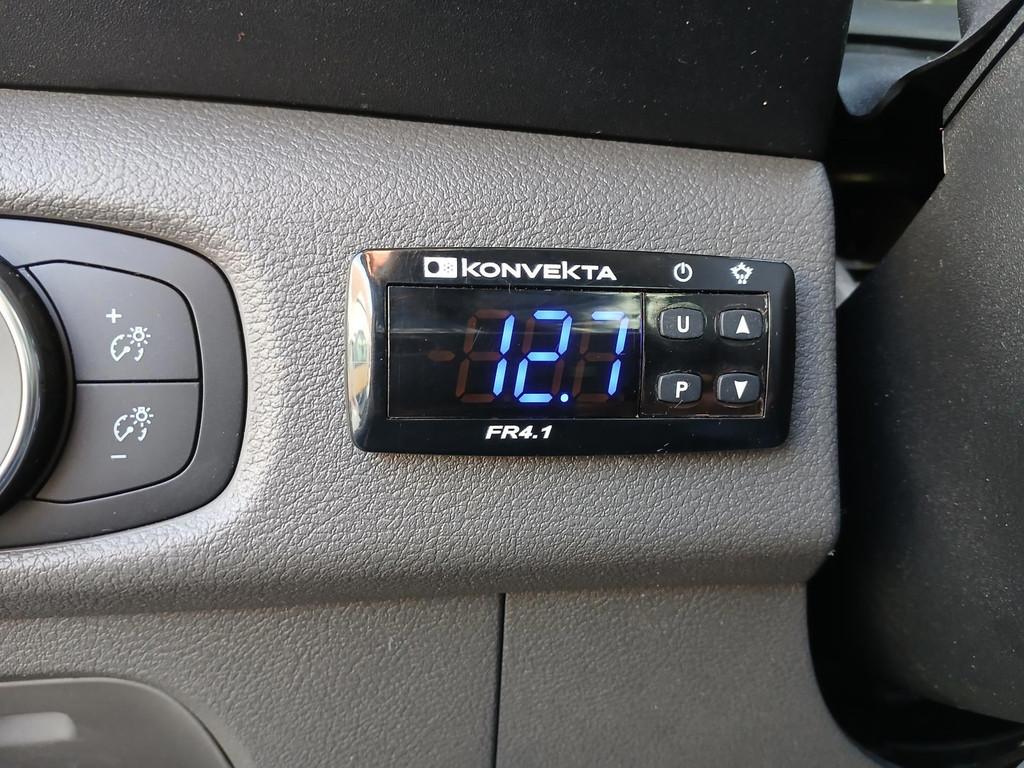 KONVEKTA
12.7
U
P
FR4.1
+
-